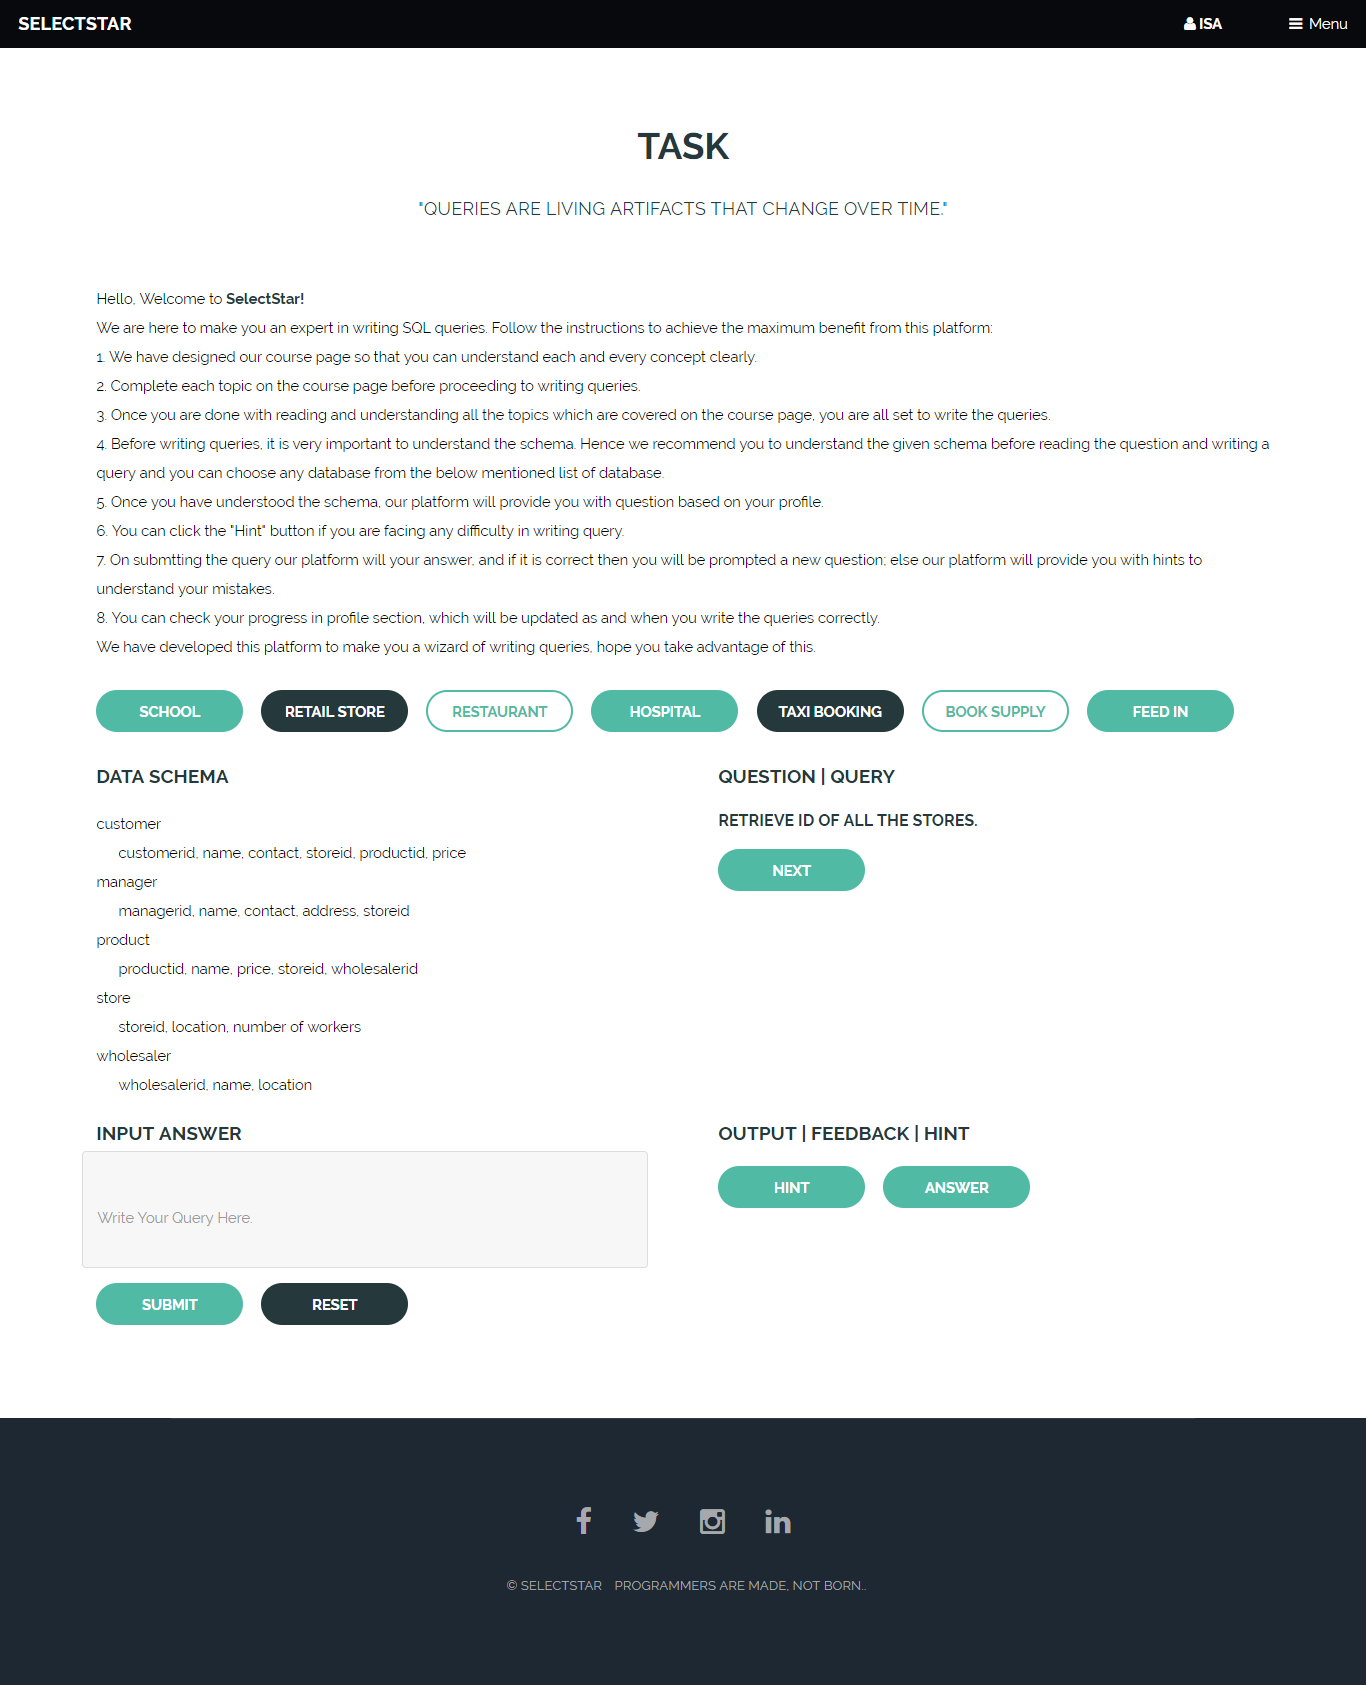 SELECTSTAR
ISA
Menu
TASK
"QUERIES ARE LIVING ARTIFACTS THAT CHANGE OVER TIME."
Hello, Welcome to SelectStar!
We are here to make you an expert in writing SQL queries. Follow the instructions to achieve the maximum benefit from this platform:
1. We have designed our course page so that you can understand each and every concept clearly.
2. Complete each topic on the course page before proceeding to writing queries.
3. Once you are done with reading and understanding all the topics which are covered on the course page, you are all set to write the queries.
4. Before writing queries, it is very important to understand the schema. Hence we recommend you to understand the given schema before reading the question and writing a
query and you can choose any database from the below mentioned list of database.
5. Once you have understood the schema, our platform will provide you with question based on your profile.
6. You can click the "Hint" button if you are facing any difficulty in writing query.
7. On submtting the query our platform will your answer, and if it is correct then you will be prompted a new question; else our platform will provide you with hints to
understand your mistakes.
8. You can check your progress in profile section, which will be updated as and when you write the queries correctly.
We have developed this platform to make you a wizard of writing queries, hope you take advantage of this.
SCHOOL
RETAIL STORE
RESTAURANT
HOSPITAL
TAXI BOOKING
BOOK SUPPLY
FEED IN
DATA SCHEMA
customer
customerid, name, contact, storeid, productid, price
manager
managerid, name, contact, address, storeid
product
productid, name, price, storeid, wholesalerid
store
storeid, location, number of workers
wholesaler
wholesalerid, name, location
QUESTION | QUERY
RETRIEVE ID OF ALL THE STORES.
NEXT
INPUT ANSWER
Write Your Query Here.
SUBMIT
RESET
OUTPUT | FEEDBACK | HINT
HINT
ANSWER
© SELECTSTAR PROGRAMMERS ARE MADE, NOT BORN..